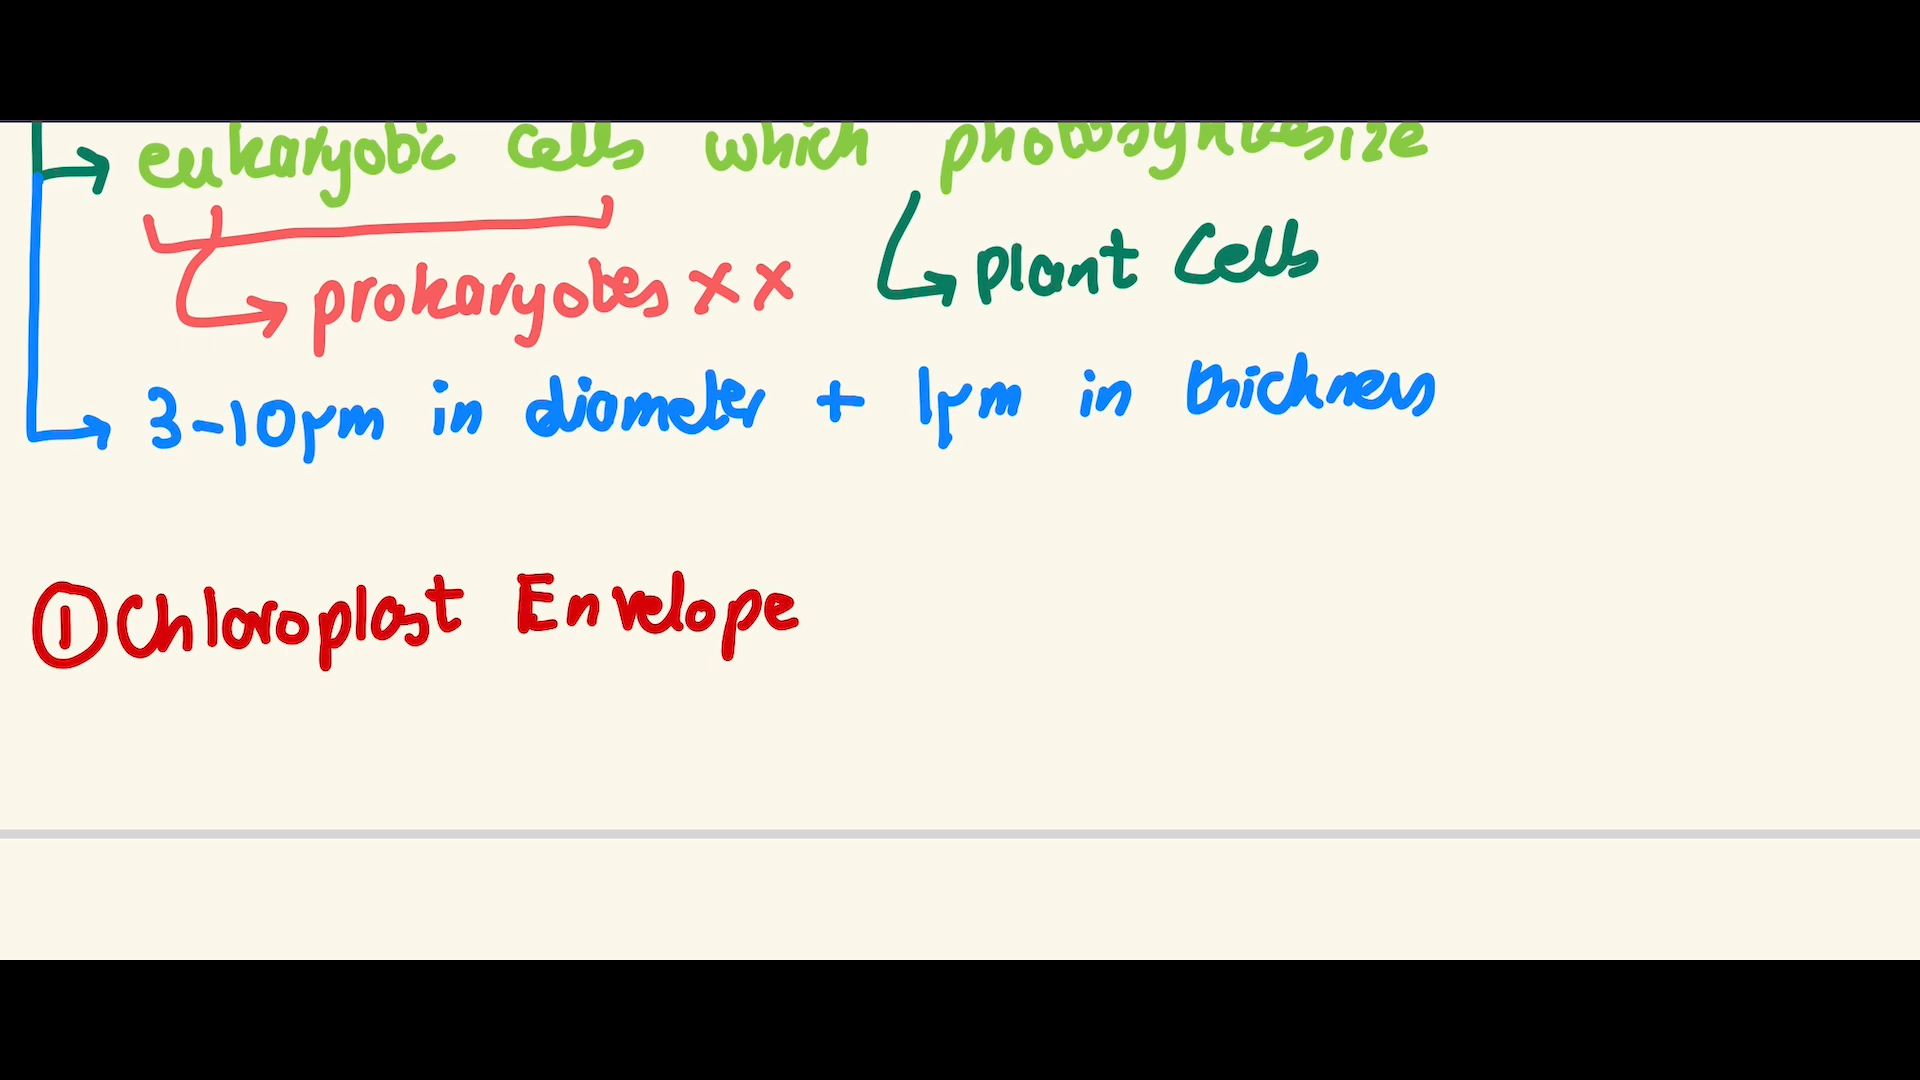 eukaryotic cells which photosynthesize
prokaryotes x x
plant cells
3-10μm in diameter + 1μm in thickness
① Chloroplast Envelope